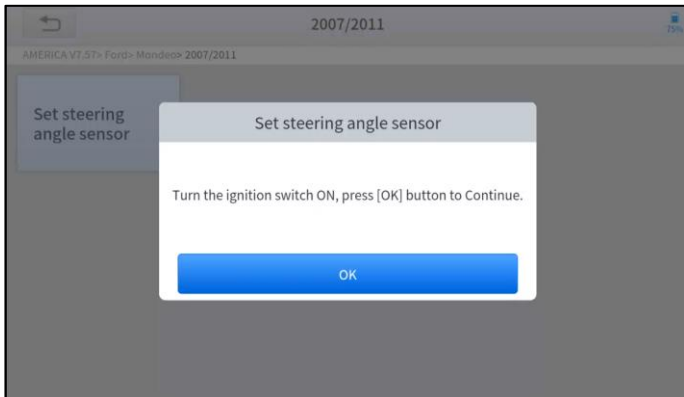 2007/2011
75%
AMERICA V7.57> Ford> Mondeo> 2007/2011
Set steering
angle sensor
Set steering angle sensor
Turn the ignition switch ON, press [OK] button to Continue.
OK